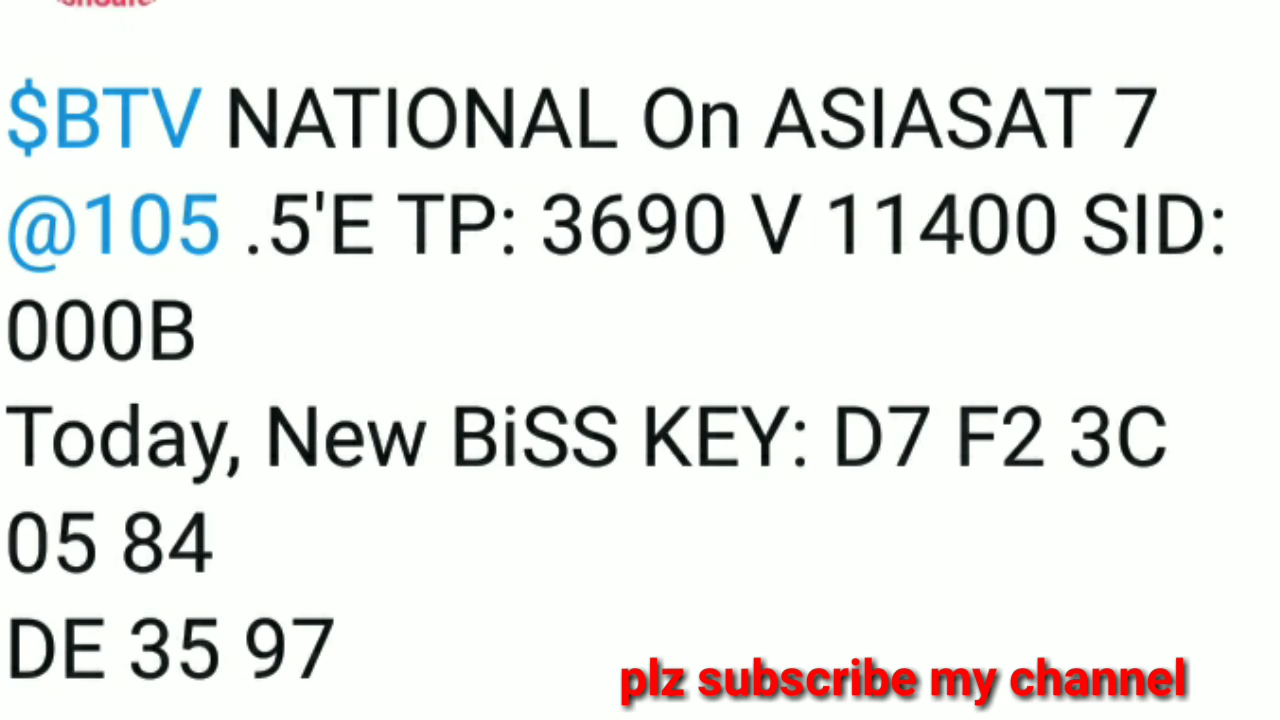 $BTV NATIONAL On ASIASAT 7
@105 .5'E TP: 3690 V 11400 SID:
000B
Today, New BiSS KEY: D7 F2 3C
05 84
DE 35 97
plz subscribe my channel